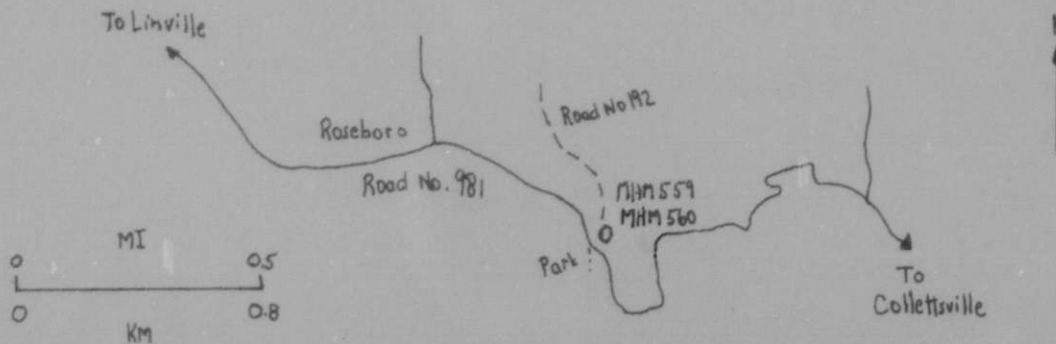 To Linville
Road No 192
Roseboro
Road No. 981
MHM 559
MHM 560
MI
0 0.5
Park
0 0.8
KM
To
Collettsville